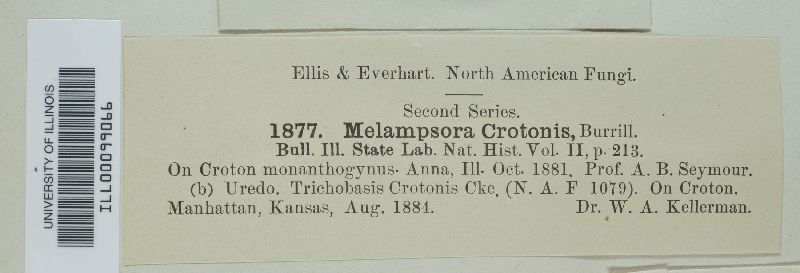 UNIVERSITY OF ILLINOIS
ILL00099066
Ellis & Everhart. North American Fungi.
Second Series.
1877. Melampsora Crotonis, Burrill.
Bull. Ill. State Lab. Nat. Hist. Vol. II, p. 213.
On Croton monanthogynus. Anna, Ill. Oct. 1881. Prof. A. B. Seymour.
(b) Uredo. Trichobasis Crotonis Cke. (N. A. F 1079). On Croton.
Manhattan, Kansas, Aug. 1884. Dr. W. A. Kellerman.